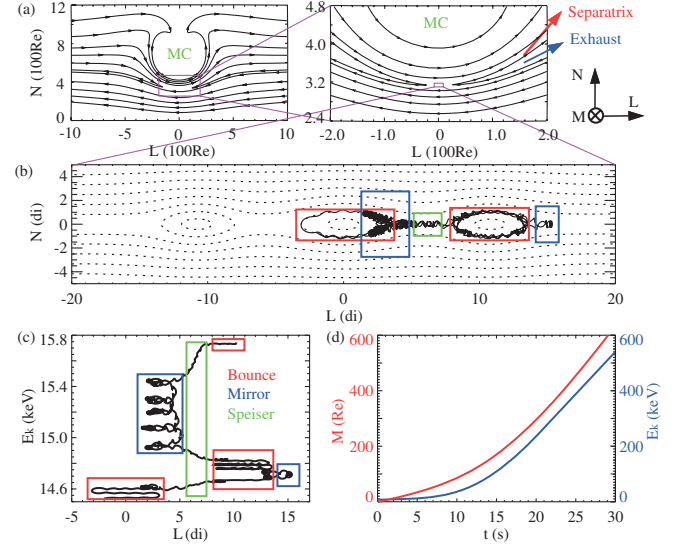 (a)
12
8
4
0
N (100Re)
MC
-10 -5 0 5 10
L (100Re)
4.8
4.0
3.2
2.4
MC
-2.0 -1.0 0 1.0 2.0
L (100Re)
Separatrix
Exhaust
N
M
L
(b)
4
2
0
-2
-4
N (di)
-20 -10 0 10 20
L (di)
(c)
15.8
15.4
15.0
14.6
Ek (keV)
Bounce
Mirror
Speiser
-5 0 5 10 15
L (di)
(d)
600
400
200
0
M (Re)
600
400
200
0
Ek (keV)
0 5 10 15 20 25 30
t (s)